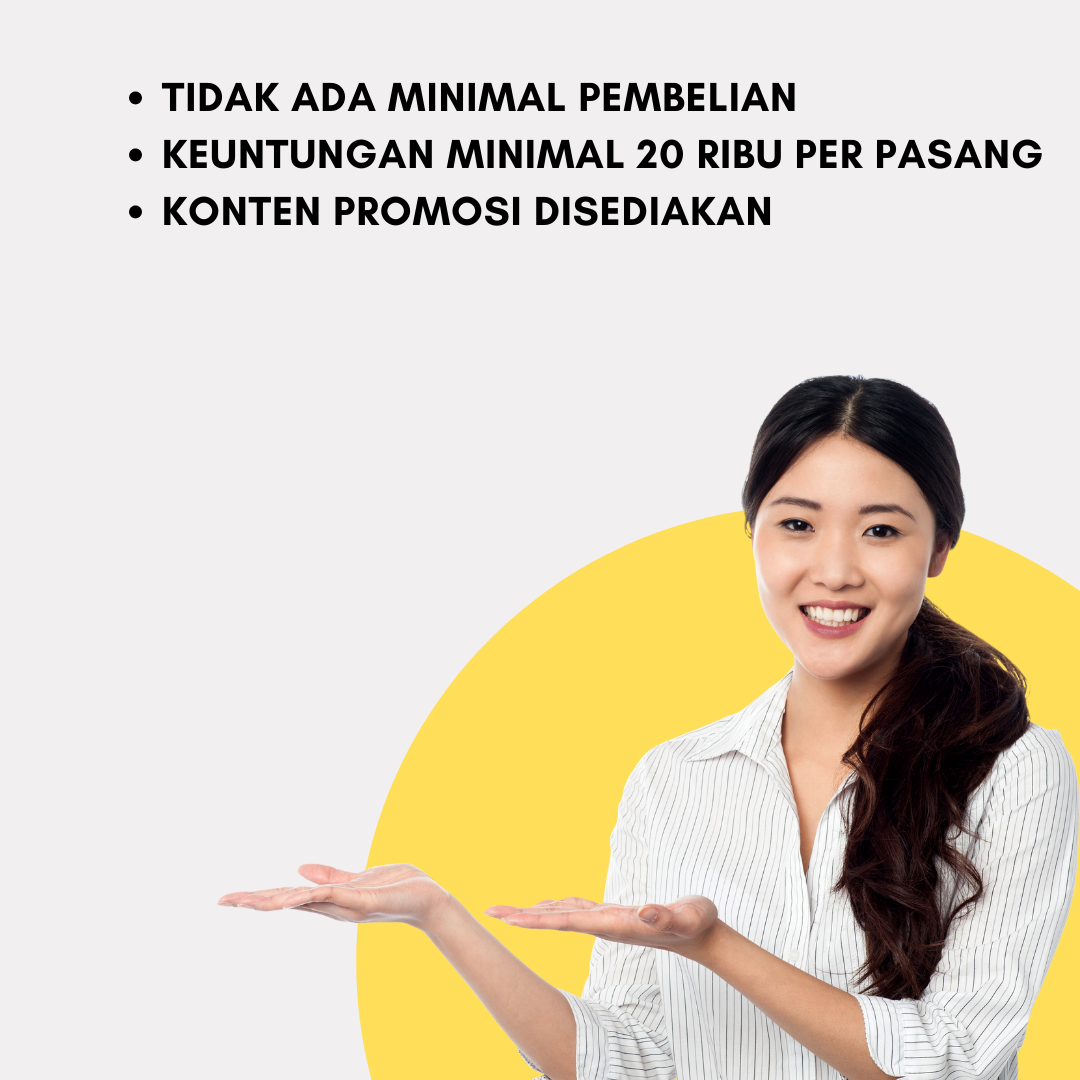 • TIDAK ADA MINIMAL PEMBELIAN
• KEUNTUNGAN MINIMAL 20 RIBU PER PASANG
• KONTEN PROMOSI DISEDIAKAN